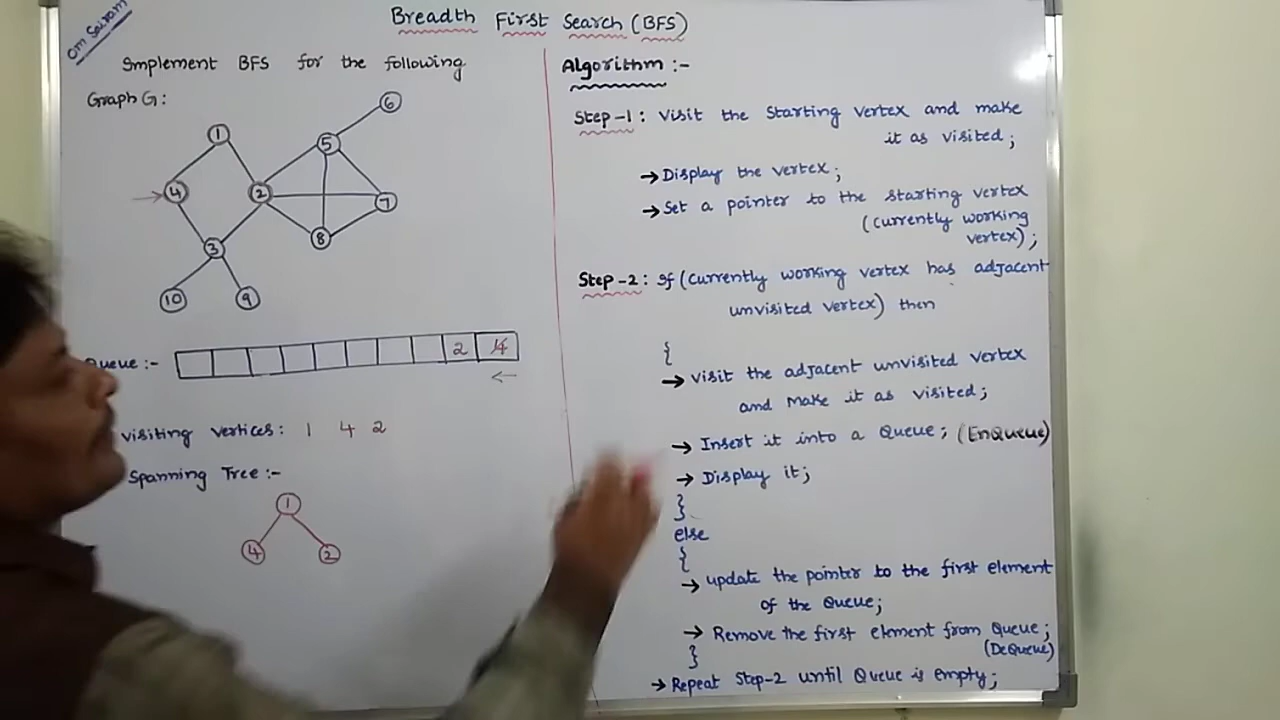 Om Sairam
Breadth First Search (BFS)
Implement BFS for the following
Graph G:
6
1
5
4
2
7
8
3
10
9
Queue :-
2 4
Visiting vertices: 1 4 2
Spanning Tree :-
1
4 2
Algorithm :-
Step-1: Visit the starting vertex and make
it as visited;
→ Display the vertex;
→ Set a pointer to the starting vertex
(currently working
vertex);
Step-2: If (currently working vertex has adjacent
unvisited vertex) then
{
→ visit the adjacent unvisited vertex
and make it as visited;
→ Insert it into a Queue; (EnQueue)
→ Display it;
}
else
{
→ update the pointer to the first element
of the Queue;
→ Remove the first element from Queue;
(DeQueue)
}
→ Repeat Step-2 until Queue is empty;